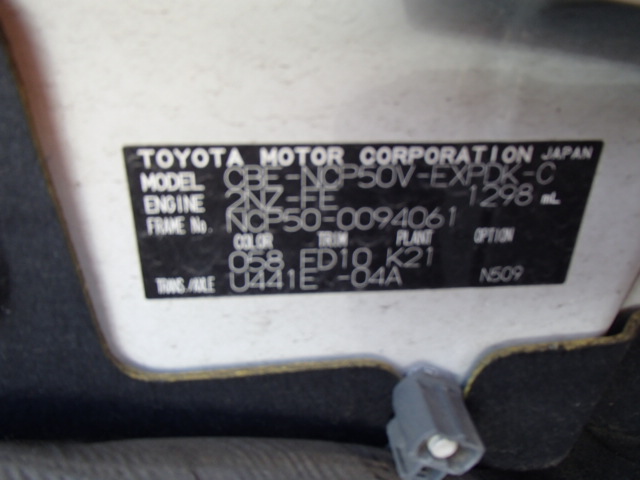 TOYOTA MOTOR CORPORATION JAPAN
MODEL CBE-NCP50V-EXPDK-C
ENGINE 2NZ-FE 1298 mL
FRAME No. NCP50-0094061
COLOR TRIM PLANT OPTION
058 FD10 K21
TRANS/AXLE U441E -04A N509